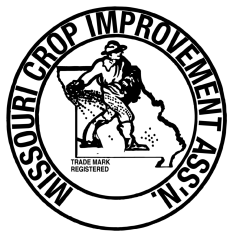 MISSOURI CROP IMPROVEMENT ASS'N.
TRADE MARK
REGISTERED